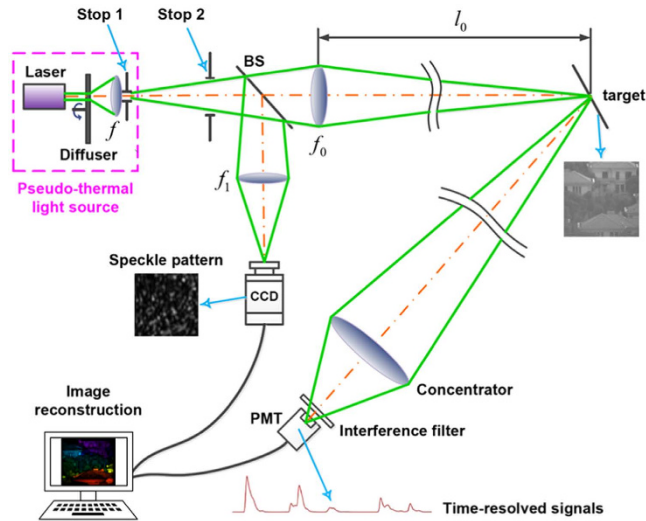 Stop 1
Stop 2
l₀
Laser
BS
target
f
f₀
Diffuser
Pseudo-thermal
light source
f₁
Speckle pattern
CCD
Concentrator
Image
reconstruction
PMT
Interference filter
Time-resolved signals